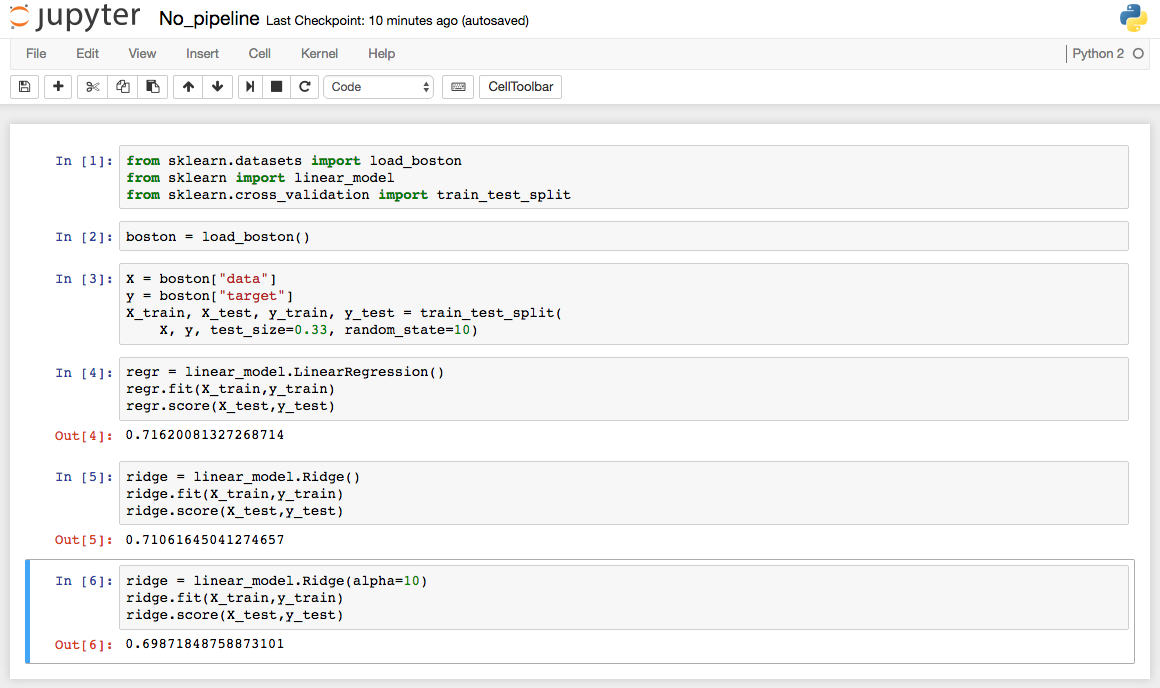 jupyter No_pipeline Last Checkpoint: 10 minutes ago (autosaved)
File Edit View Insert Cell Kernel Help Python 2
Code CellToolbar
In [1]: from sklearn.datasets import load_boston
from sklearn import linear_model
from sklearn.cross_validation import train_test_split
In [2]: boston = load_boston()
In [3]: X = boston["data"]
y = boston["target"]
X_train, X_test, y_train, y_test = train_test_split(
    X, y, test_size=0.33, random_state=10)
In [4]: regr = linear_model.LinearRegression()
regr.fit(X_train,y_train)
regr.score(X_test,y_test)
Out[4]: 0.71620081327268714
In [5]: ridge = linear_model.Ridge()
ridge.fit(X_train,y_train)
ridge.score(X_test,y_test)
Out[5]: 0.71061645041274657
In [6]: ridge = linear_model.Ridge(alpha=10)
ridge.fit(X_train,y_train)
ridge.score(X_test,y_test)
Out[6]: 0.69871848758873101